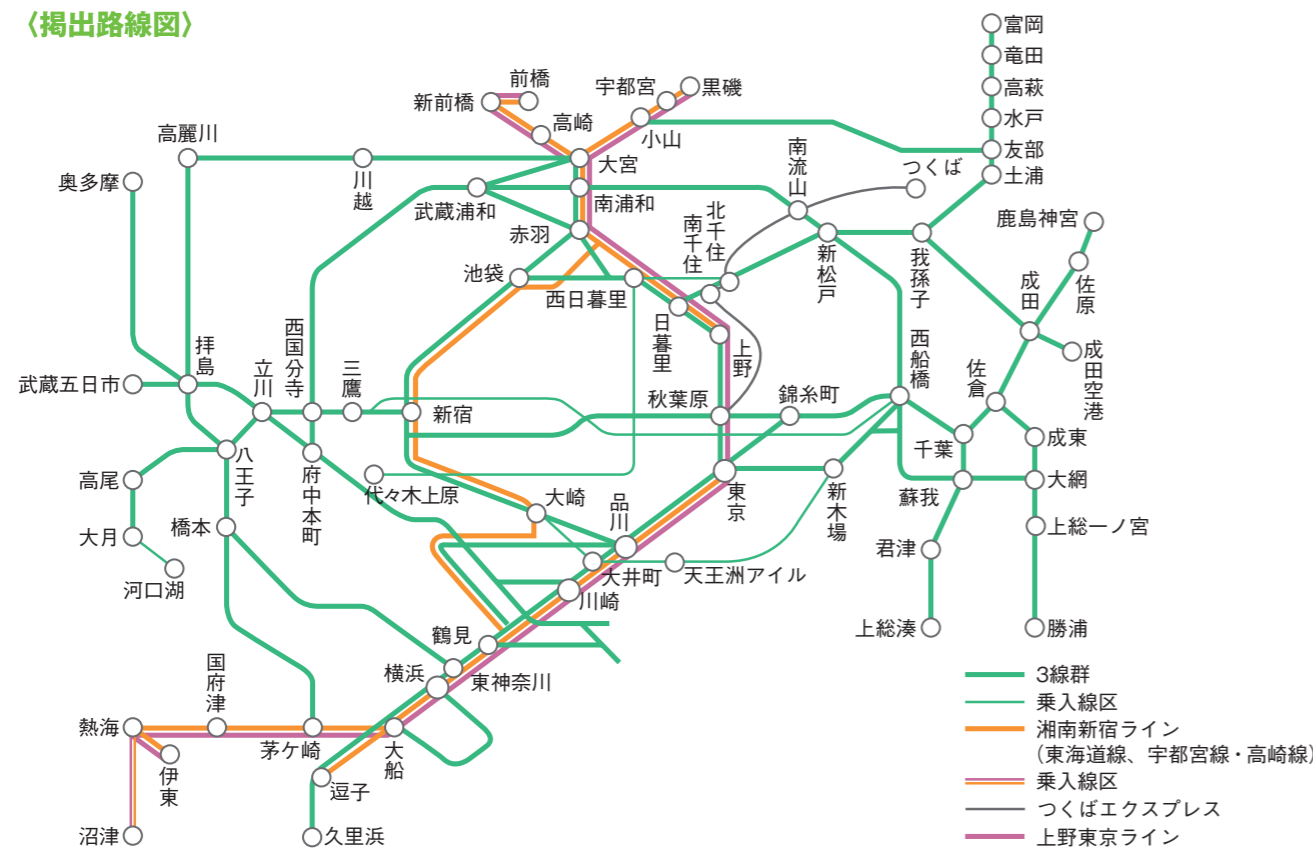 〈掲出路線図〉
富岡
竜田
高萩
水戸
友部
土浦
前橋
新前橋
高崎
宇都宮
黒磯
小山
高麗川
川越
大宮
奥多摩
武蔵浦和
南浦和
南流山
つくば
鹿島神宮
赤羽
北千住
南千住
新松戸
我孫子
成田
佐原
池袋
西日暮里
日暮里
上野
成田空港
拝島
武蔵五日市
立川
西国分寺
三鷹
新宿
秋葉原
錦糸町
西船橋
佐倉
成東
千葉
蘇我
大網
八王子
府中本町
代々木上原
高尾
大月
河口湖
橋本
大崎
品川
東京
新木場
大井町
天王洲アイル
川崎
君津
上総一ノ宮
上総湊
勝浦
鶴見
横浜
東神奈川
国府津
熱海
茅ケ崎
大船
伊東
逗子
沼津
久里浜
3線群
乗入線区
湘南新宿ライン
(東海道線、宇都宮線・高崎線)
乗入線区
つくばエクスプレス
上野東京ライン